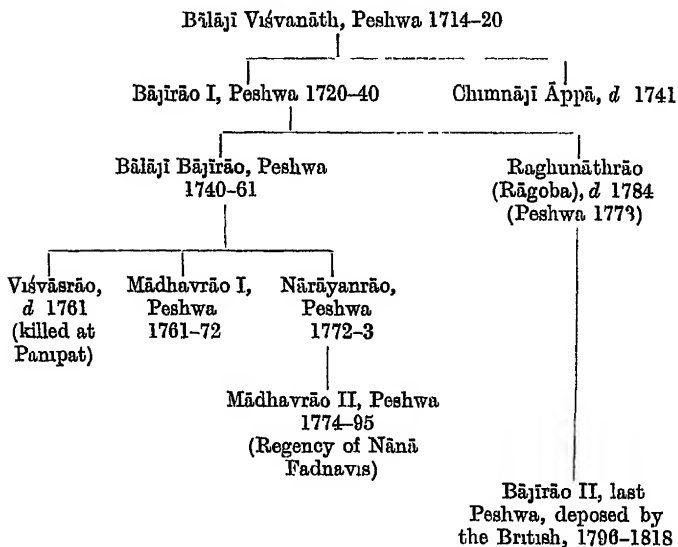 Bālājī Viśvanāth, Peshwa 1714–20
Bājīrāo I, Peshwa 1720–40
Chimnājī Āppā, d 1741
Bālājī Bājīrāo, Peshwa
1740–61
Raghunāthrāo
(Rāgoba), d 1784
(Peshwa 1773)
Viśvāsrāo,
d 1761
(killed at
Panipat)
Mādhavrāo I,
Peshwa
1761–72
Nārāyanrāo,
Peshwa
1772–3
Mādhavrāo II, Peshwa
1774–95
(Regency of Nānā
Fadnavis)
Bājīrāo II, last
Peshwa, deposed by
the British, 1796–1818